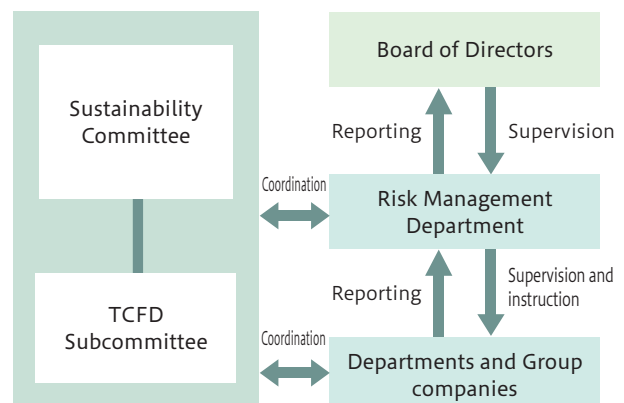 Board of Directors
Sustainability
Committee
Reporting
Supervision
Coordination
Risk Management
Department
Reporting
Supervision and
instruction
TCFD
Subcommittee
Coordination
Departments and Group
companies